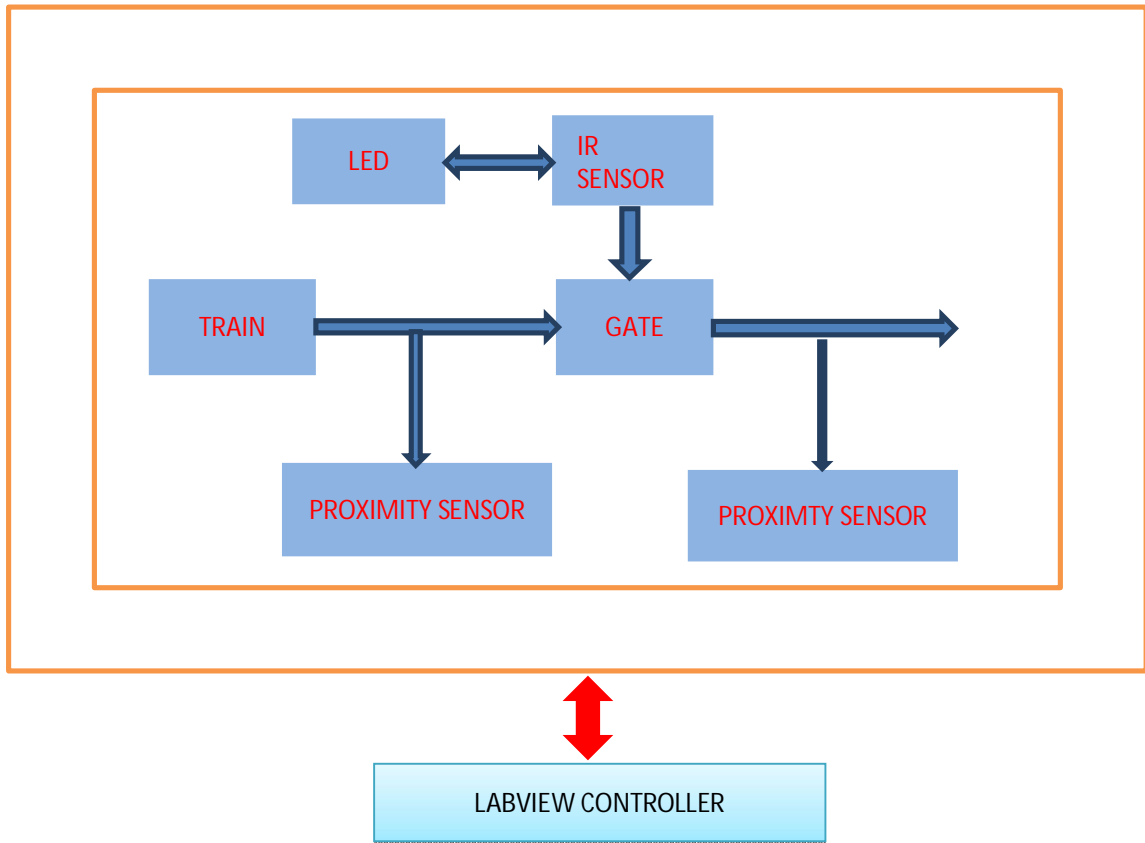 LED
IR
SENSOR
TRAIN
GATE
PROXIMITY SENSOR
PROXIMTY SENSOR
LABVIEW CONTROLLER